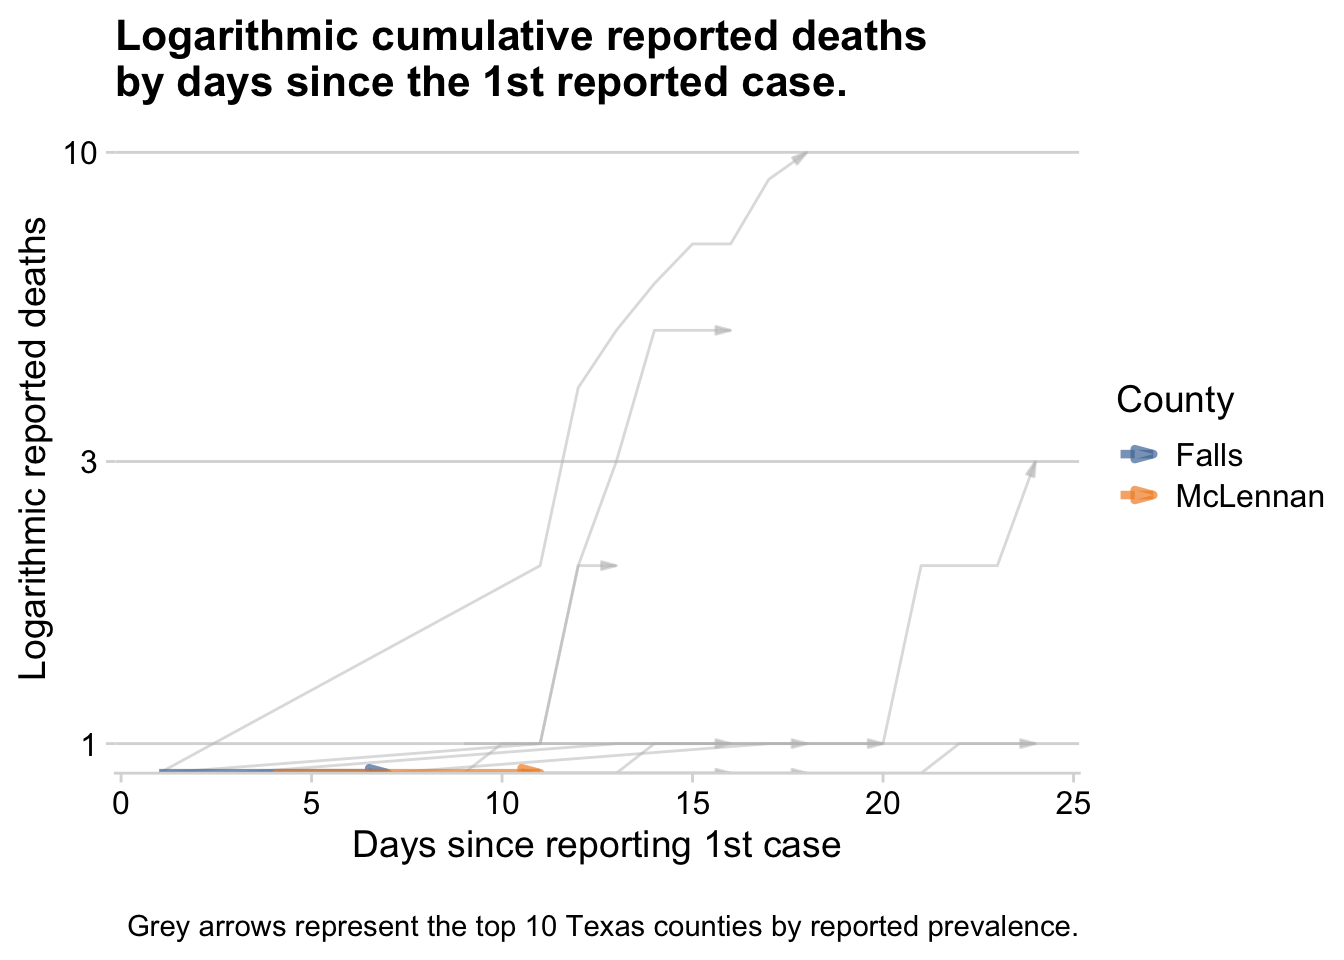 Logarithmic cumulative reported deaths
by days since the 1st reported case.
10
3
1
Logarithmic reported deaths
0 5 10 15 20 25
Days since reporting 1st case
County
Falls
McLennan
Grey arrows represent the top 10 Texas counties by reported prevalence.